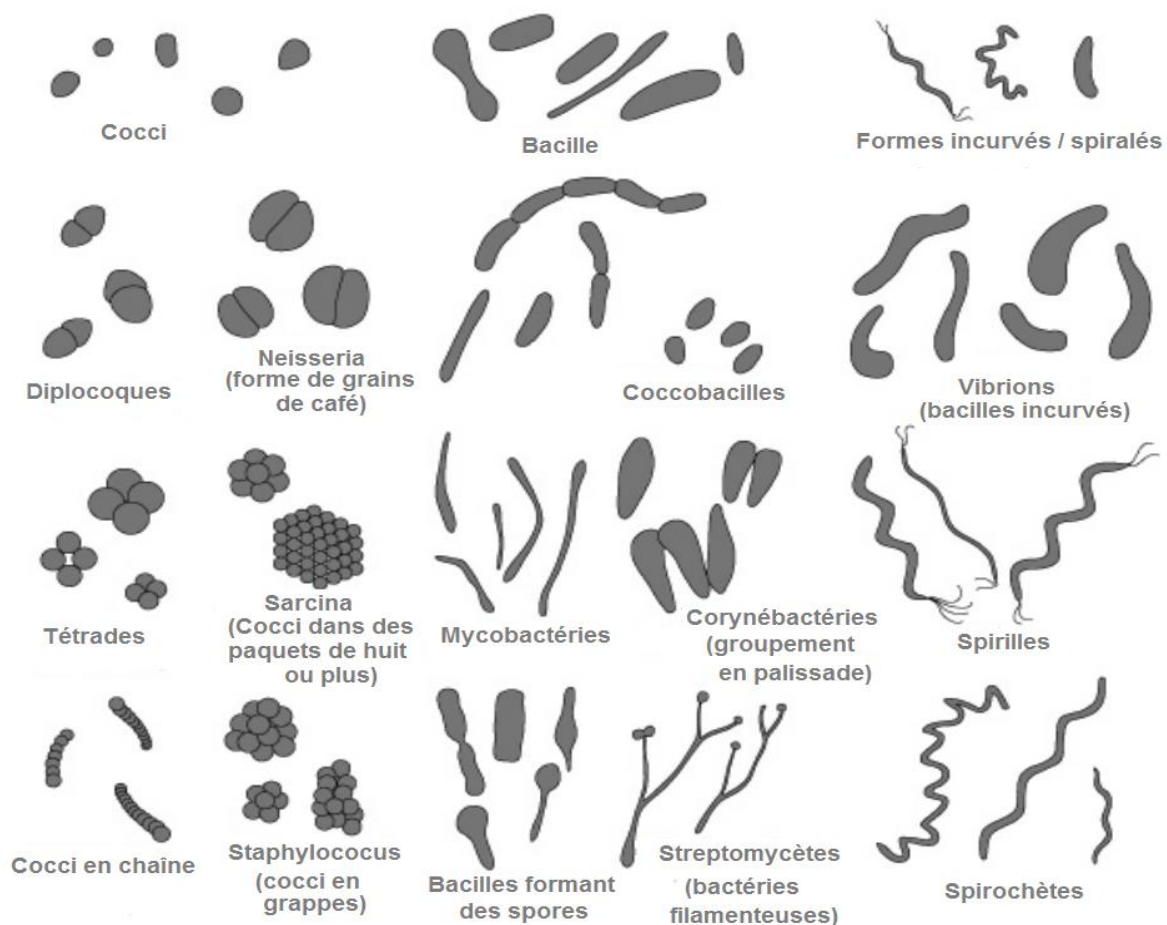 Cocci
Bacille
Formes incurvés / spiralés
Diplocoques
Neisseria
(forme de grains
de café)
Coccobacilles
Vibrions
(bacilles incurvés)
Tétrades
Sarcina
(Cocci dans des
paquets de huit
ou plus)
Mycobactéries
Corynébactéries
(groupement
en palissade)
Spirilles
Cocci en chaîne
Staphylococus
(cocci en
grappes)
Bacilles formant
des spores
Streptomycètes
(bactéries
filamenteuses)
Spirochètes